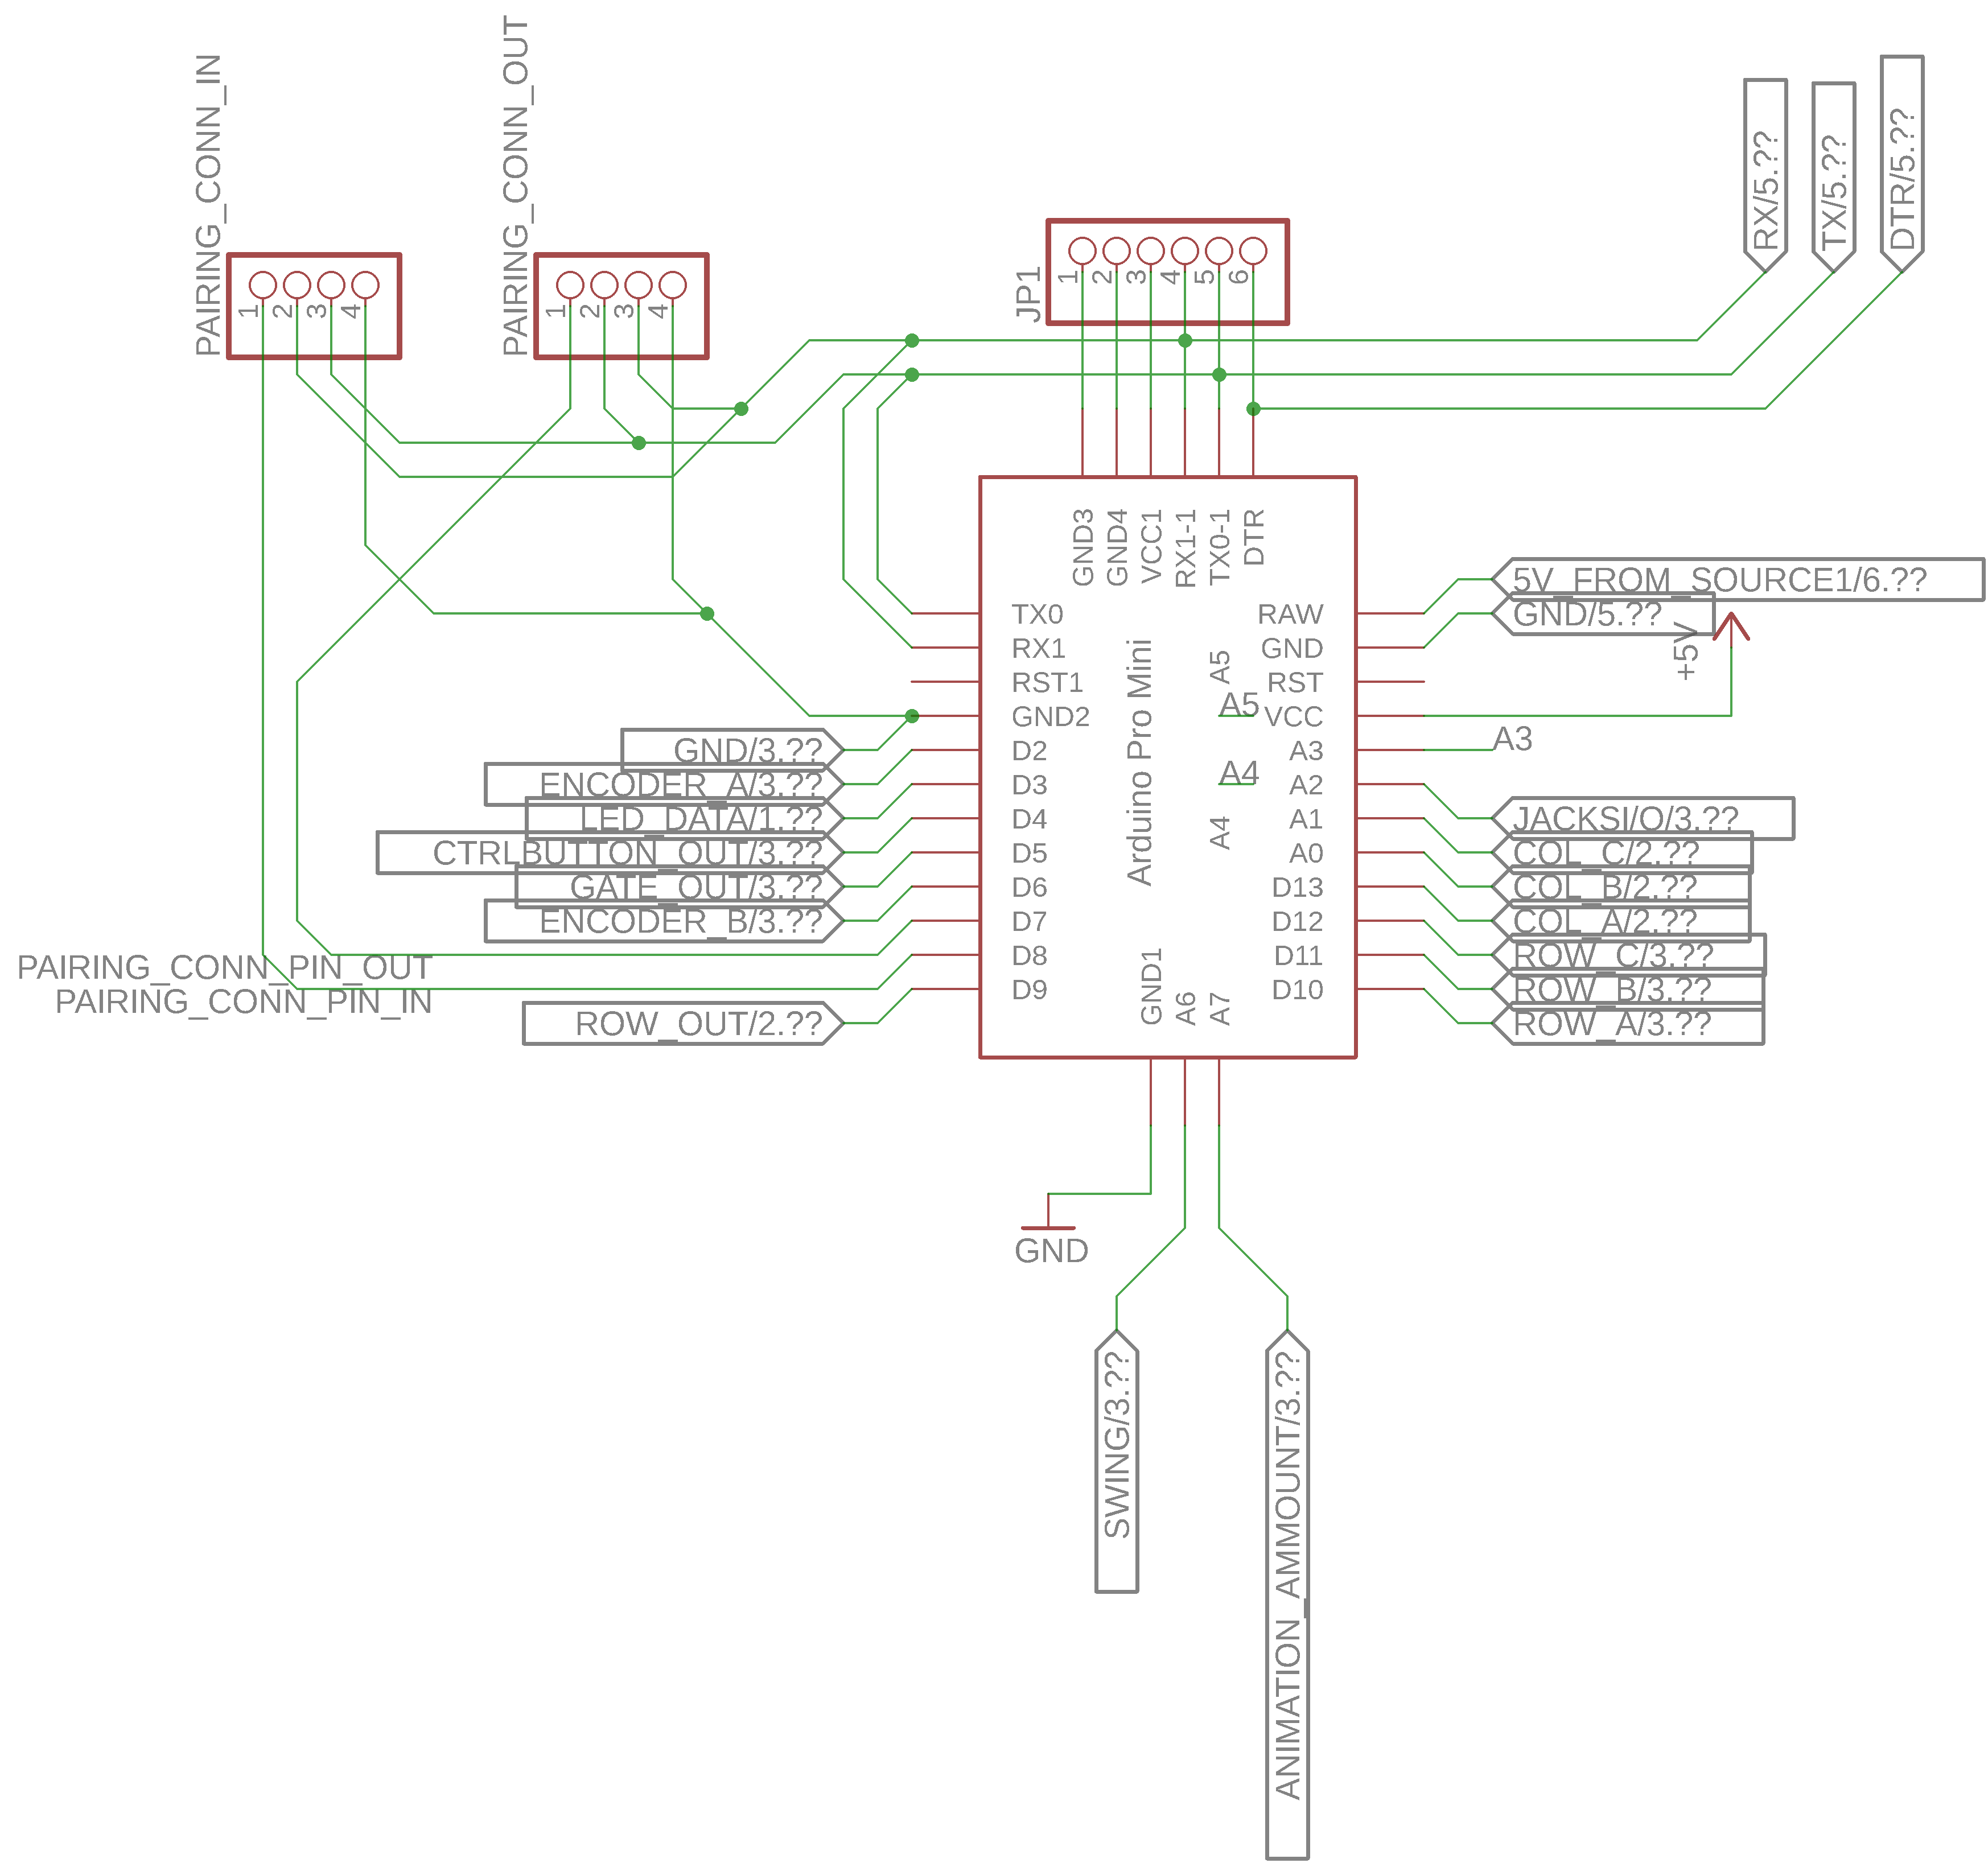 PAIRING_CONN_IN
1
2
3
4
PAIRING_CONN_OUT
1
2
3
4
JP1
1
2
3
4
5
6
RX/5.??
TX/5.??
DTR/5.??
GND3
GND4
VCC1
RX1-1
TX0-1
DTR
TX0
RX1
RST1
GND2
D2
D3
D4
D5
D6
D7
D8
D9
Arduino Pro Mini
A5
A5
A4
A4
RAW
GND
RST
VCC
A3
A2
A1
A0
D13
D12
D11
D10
GND1
A6
A7
5V_FROM_SOURCE1/6.??
GND/5.??
+5V
A3
JACKSI/O/3.??
COL_C/2.??
COL_B/2.??
COL_A/2.??
ROW_C/3.??
ROW_B/3.??
ROW_A/3.??
GND/3.??
ENCODER_A/3.??
LED_DATA/1.??
CTRLBUTTON_OUT/3.??
GATE_OUT/3.??
ENCODER_B/3.??
PAIRING_CONN_PIN_OUT
PAIRING_CONN_PIN_IN
ROW_OUT/2.??
GND
SWING/3.??
ANIMATION_AMMOUNT/3.??